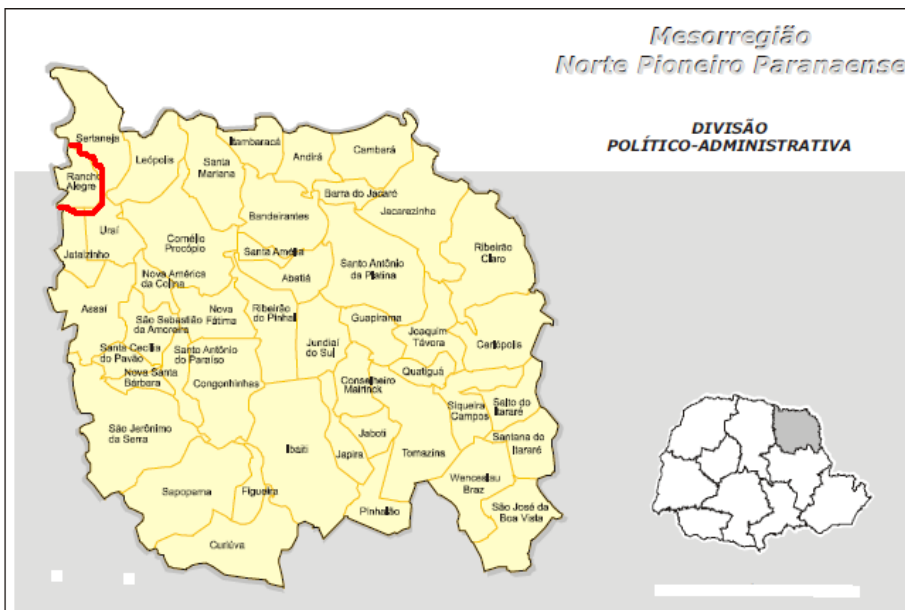 Mesorregião
Norte Pioneiro Paranaense
DIVISÃO
POLÍTICO-ADMINISTRATIVA
Sertaneja
Itambaracá
Cambará
Leópolis
Santa
Mariana
Andirá
Rancho
Alegre
Barra do Jacaré
Jacarezinho
Bandeirantes
Uraí
Cornélio
Procópio
Ribeirão
Claro
Jataizinho
Santa Amélia
Santo Antônio
da Platina
Nova América
da Colina
Abatiá
Assaí
São Sebastião
da Amoreira
Nova
Fátima
Ribeirão
do Pinhal
Guapirama
Joaquim
Távora
Carlópolis
Santa Cecília
do Pavão
Santo Antônio
do Paraíso
Jundiaí
do Sul
Quatiguá
Nova Santa
Bárbara
Congonhinhas
Conselheiro
Mairinck
Siqueira
Campos
Salto do
Itararé
São Jerônimo
da Serra
Ibaiti
Jaboti
Japira
Tomazina
Santana do
Itararé
Sapopema
Figueira
Wenceslau
Braz
Pinhalão
São José da
Boa Vista
Curiúva